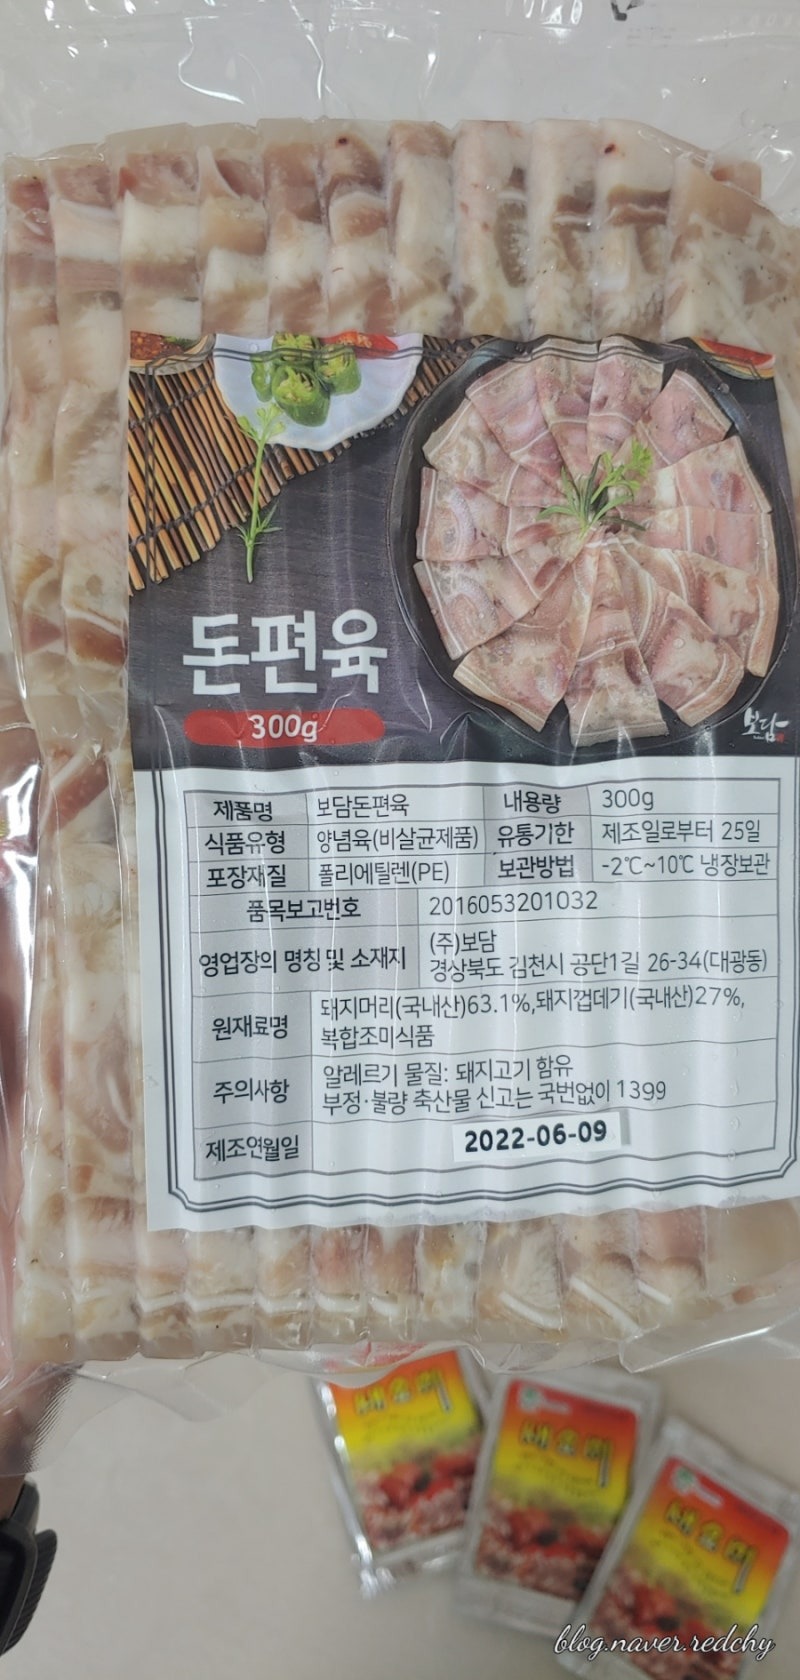 돈편육
300g
보담
제품명 보담돈편육 내용량 300g
식품유형 양념육(비살균제품) 유통기한 제조일로부터 25일
포장재질 폴리에틸렌(PE) 보관방법 -2℃~10℃ 냉장보관
품목보고번호 2016053201032
영업장의 명칭 및 소재지 (주)보담
경상북도 김천시 공단1길 26-34(대광동)
원재료명 돼지머리(국내산)63.1%,돼지껍데기(국내산)27%,
복합조미식품
주의사항 알레르기 물질: 돼지고기 함유
부정·불량 축산물 신고는 국번없이 1399
제조연월일 2022-06-09
새우젓
새우젓
새우젓
blog.naver.redchy